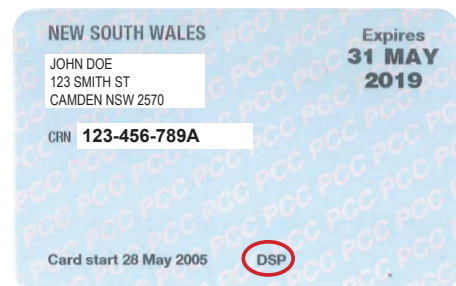 NEW SOUTH WALES
Expires
31 MAY
2019
JOHN DOE
123 SMITH ST
CAMDEN NSW 2570
CRN 123-456-789A
Card start 28 May 2005 DSP